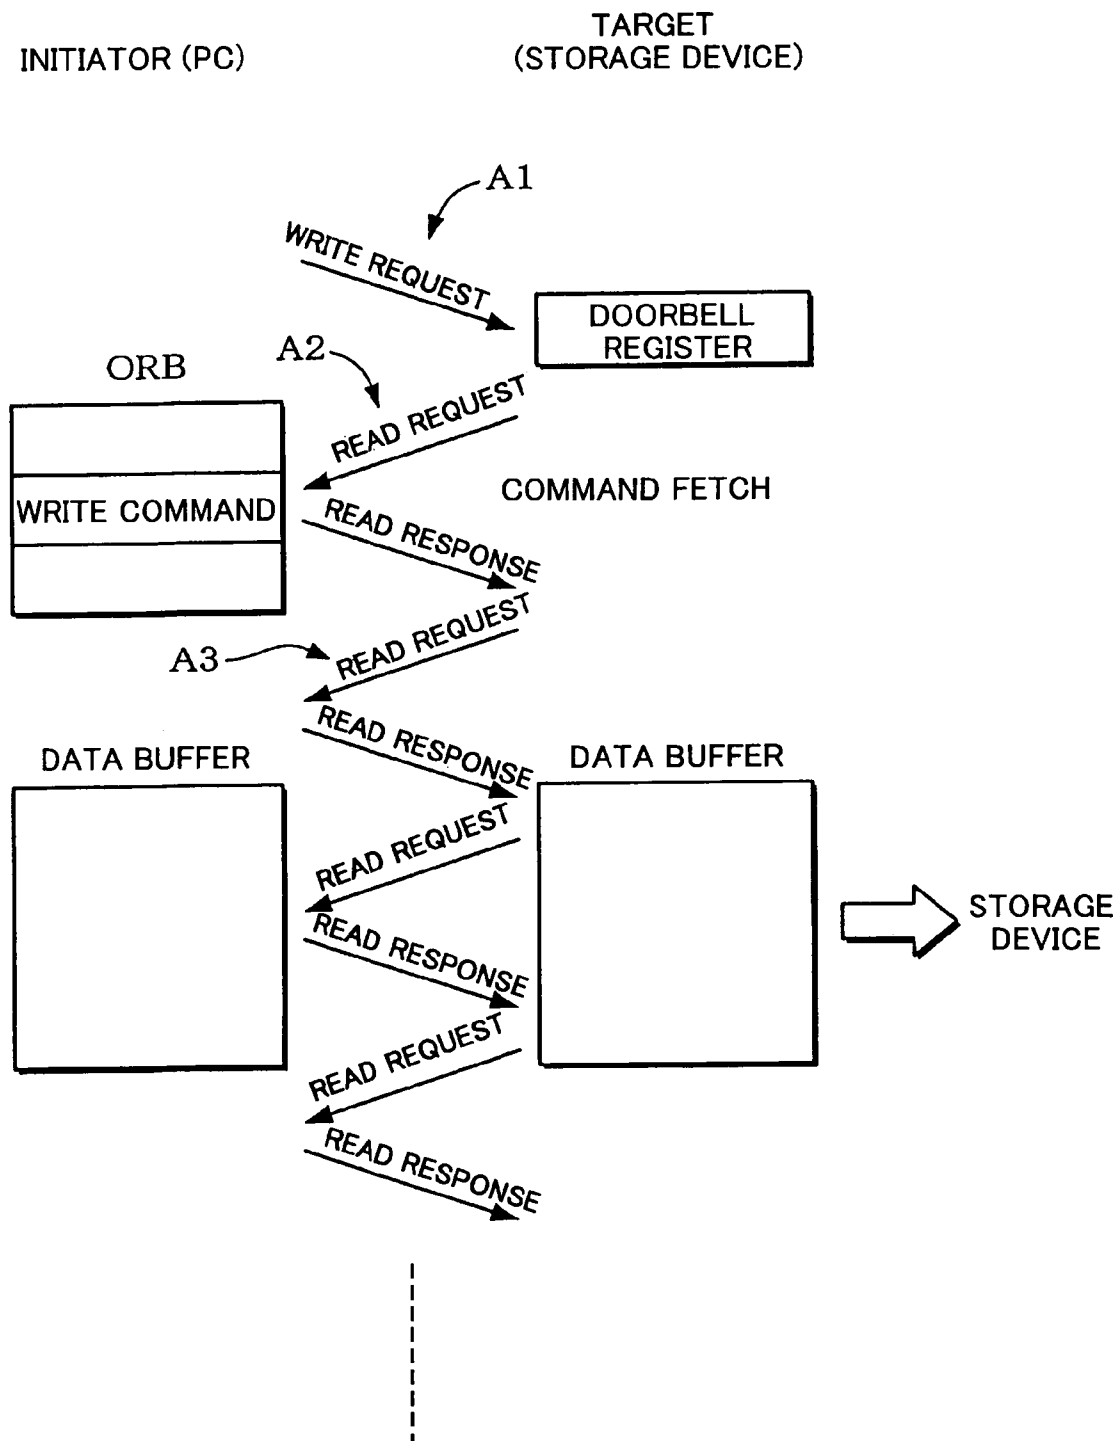 INITIATOR (PC)
TARGET
(STORAGE DEVICE)
A1
WRITE REQUEST
DOORBELL
REGISTER
A2
ORB
READ REQUEST
COMMAND FETCH
WRITE COMMAND
READ RESPONSE
READ REQUEST
A3
READ RESPONSE
DATA BUFFER
DATA BUFFER
READ REQUEST
STORAGE
DEVICE
READ RESPONSE
READ REQUEST
READ RESPONSE